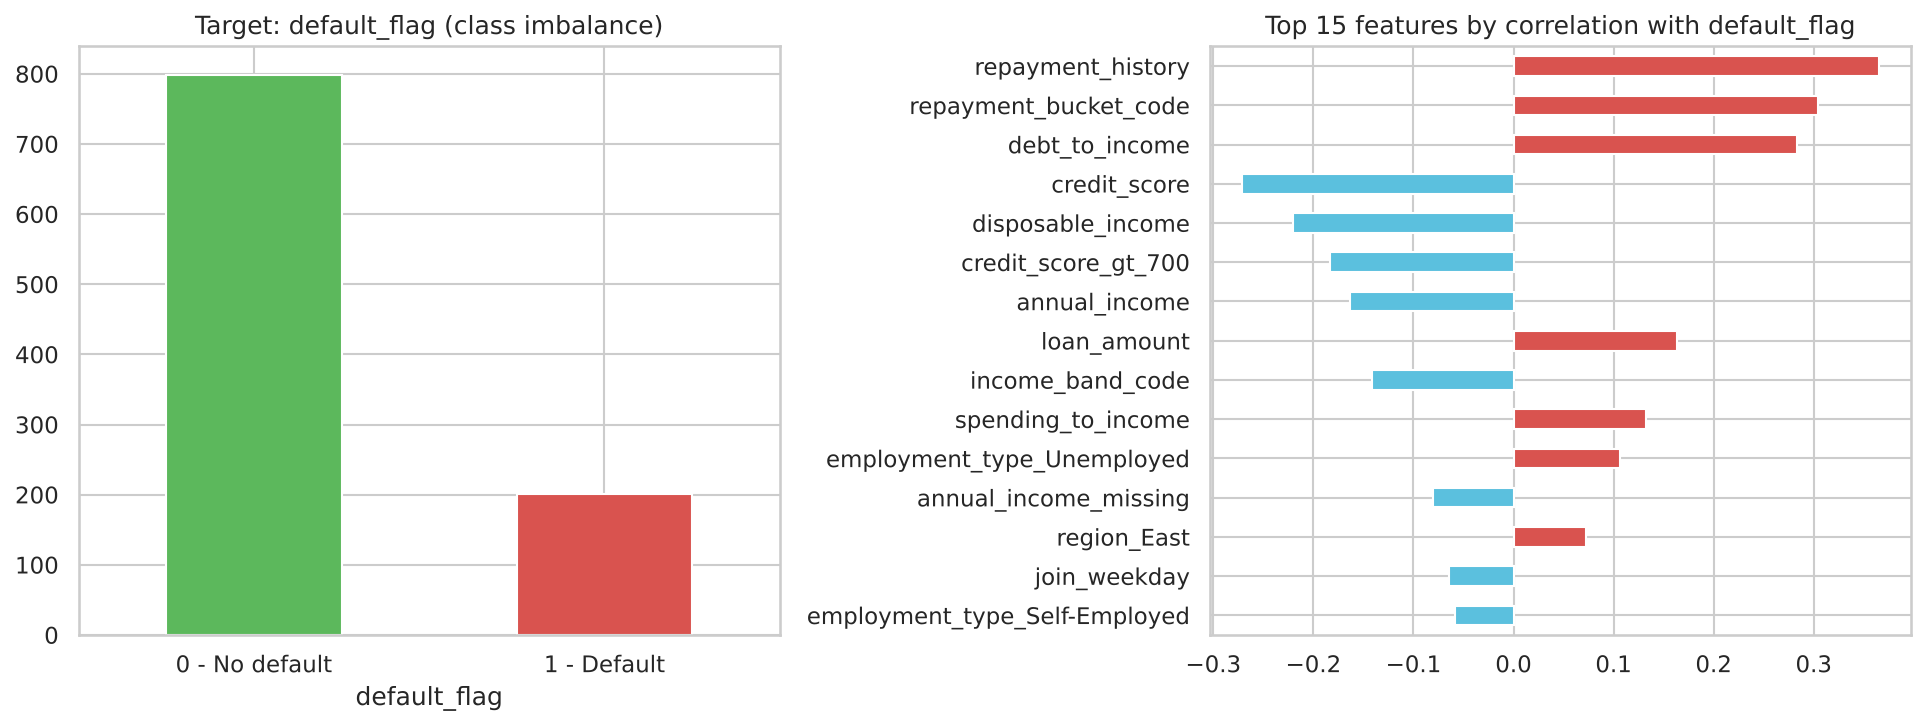 Target: default_flag (class imbalance)
800
700
600
500
400
300
200
100
0
0 - No default
1 - Default
default_flag
Top 15 features by correlation with default_flag
repayment_history
repayment_bucket_code
debt_to_income
credit_score
disposable_income
credit_score_gt_700
annual_income
loan_amount
income_band_code
spending_to_income
employment_type_Unemployed
annual_income_missing
region_East
join_weekday
employment_type_Self-Employed
−0.3
−0.2
−0.1
0.0
0.1
0.2
0.3